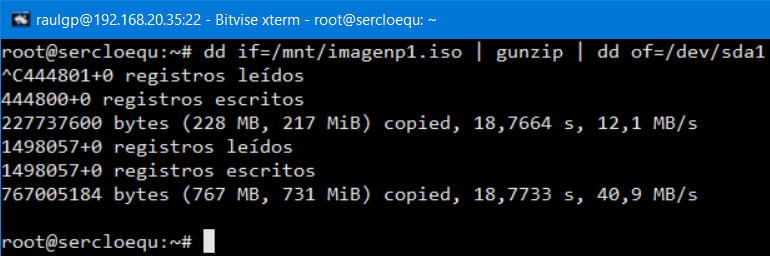 raulgp@192.168.20.35:22 - Bitvise xterm - root@sercloequ: ~
root@sercloequ:~# dd if=/mnt/imagenp1.iso | gunzip | dd of=/dev/sda1
^C444801+0 registros leídos
444800+0 registros escritos
227737600 bytes (228 MB, 217 MiB) copied, 18,7664 s, 12,1 MB/s
1498057+0 registros leídos
1498057+0 registros escritos
767005184 bytes (767 MB, 731 MiB) copied, 18,7733 s, 40,9 MB/s
root@sercloequ:~#